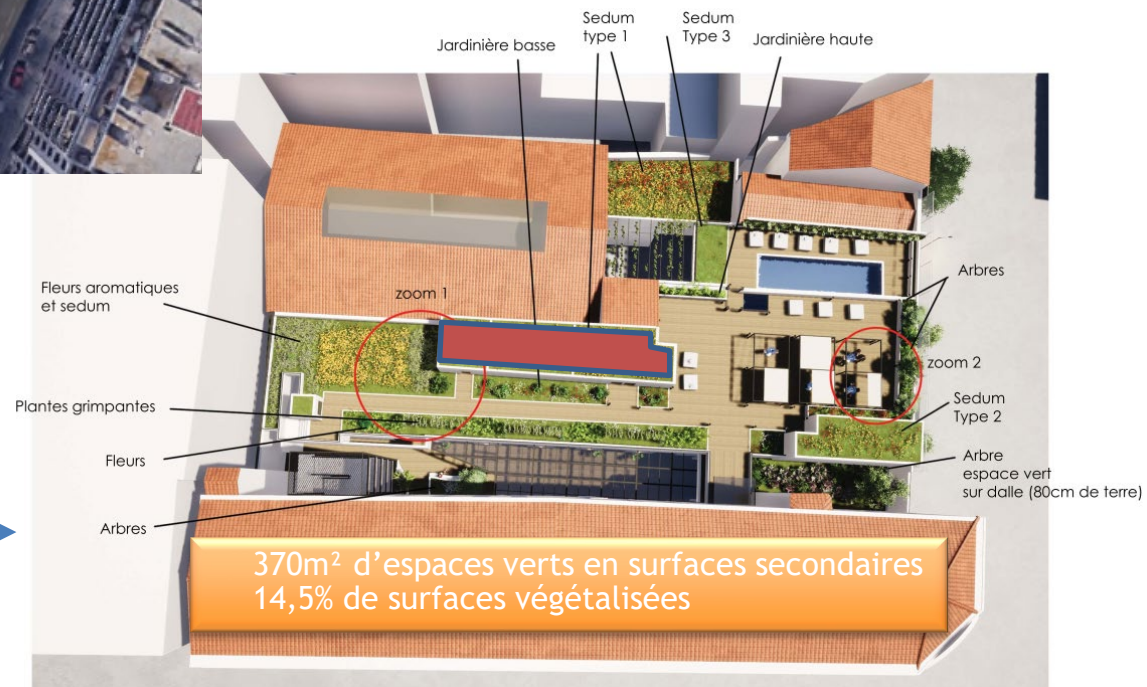 Sedum
type 1
Sedum
Type 3
Jardinière basse
Jardinière haute
Fleurs aromatiques
et sedum
zoom 1
Arbres
zoom 2
Plantes grimpantes
Sedum
Type 2
Fleurs
Arbre
espace vert
sur dalle (80cm de terre)
Arbres
370m² d’espaces verts en surfaces secondaires
14,5% de surfaces végétalisées